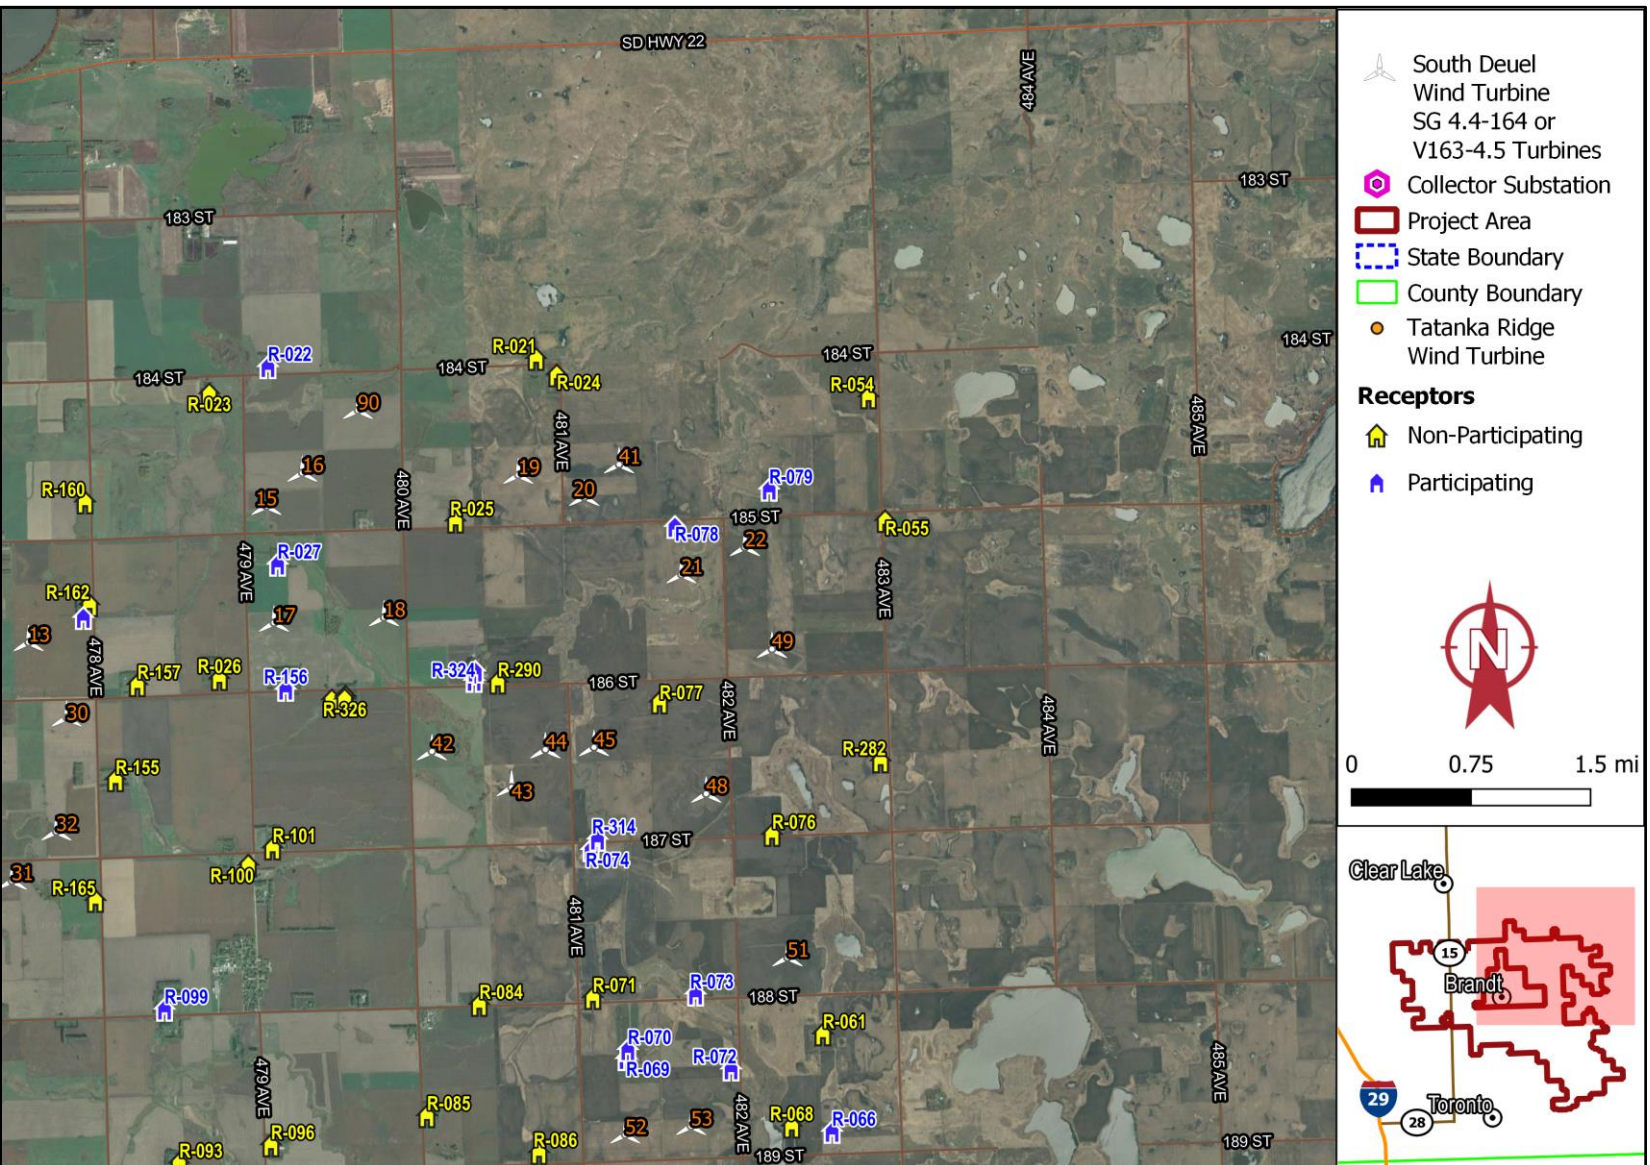 SD HWY 22
484 AVE
183 ST
183 ST
184 ST
R-021
R-022
184 ST
R-024
184 ST
184 ST
R-054
R-023
90
481 AVE
485 AVE
16
19
41
R-079
R-160
15
480 AVE
20
R-025
185 ST
R-078
R-055
22
R-027
479 AVE
21
483 AVE
R-162
17
18
13
49
478 AVE
R-157
R-026
R-156
R-324
R-290
186 ST
R-077
R-326
482 AVE
484 AVE
30
42
44
45
R-282
R-155
43
48
32
R-101
R-314
187 ST
R-076
R-074
R-100
31
R-165
481 AVE
51
R-099
R-084
R-071
R-073
188 ST
R-061
R-070
R-069
R-072
485 AVE
479 AVE
R-085
482 AVE
R-096
R-093
R-086
52
53
R-068
R-066
189 ST
189 ST
South Deuel
Wind Turbine
SG 4.4-164 or
V163-4.5 Turbines
Collector Substation
Project Area
State Boundary
County Boundary
Tatanka Ridge
Wind Turbine
Receptors
Non-Participating
Participating
N
0 0.75 1.5 mi
Clear Lake
15
Brandt
29
Toronto
28